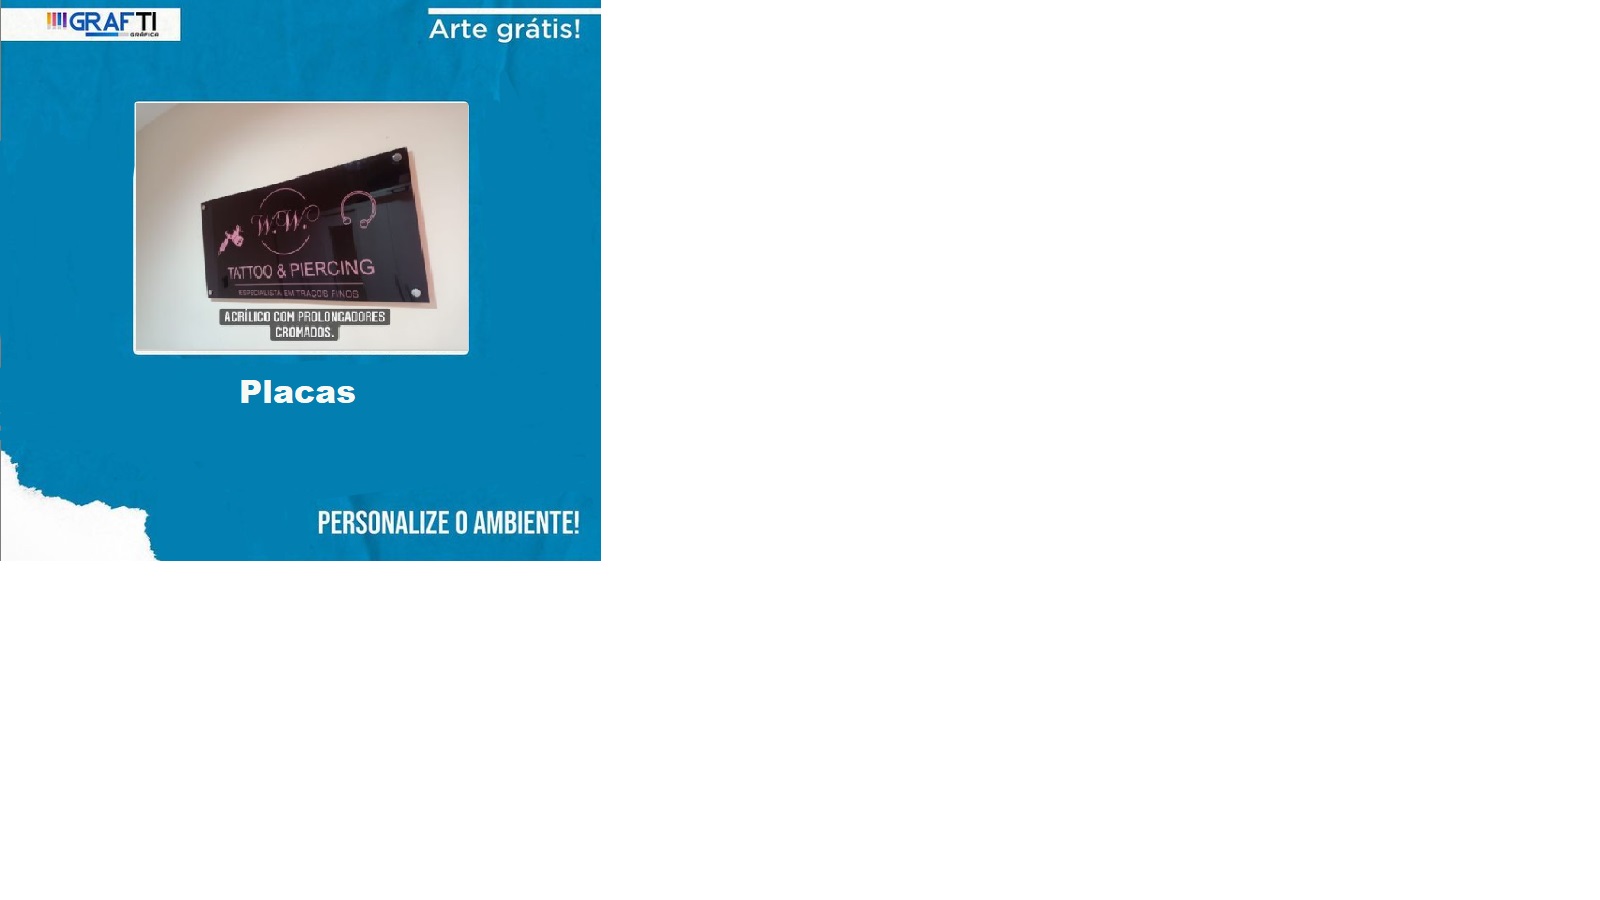 GRAFTI
GRÁFICA
Arte grátis!
W.W.
TATTOO & PIERCING
ESPECIALISTA EM TRAÇOS FINOS
ACRÍLICO COM PROLONGADORES
CROMADOS.
Placas
PERSONALIZE O AMBIENTE!